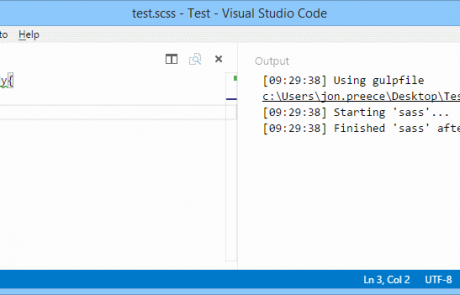 test.scss - Test - Visual Studio Code
to Help
y{
Output
[09:29:38] Using gulpfile
c:\Users\jon.preece\Desktop\Tes
[09:29:38] Starting 'sass'...
[09:29:38] Finished 'sass' afte
Ln 3, Col 2 UTF-8